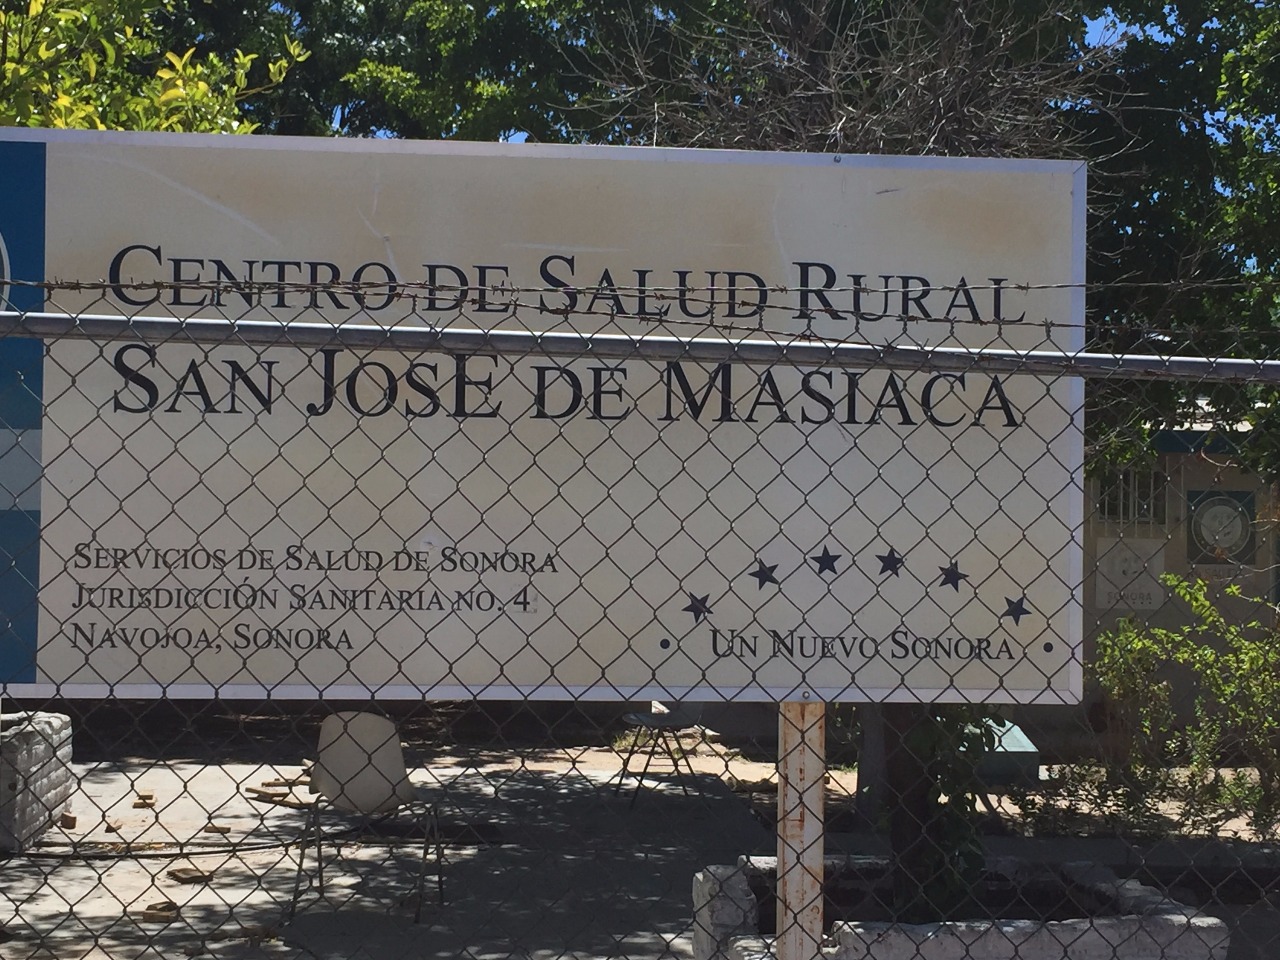 CENTRO DE SALUD RURAL
SAN JOSE DE MASIACA
SERVICIOS DE SALUD DE SONORA
JURISDICCIÓN SANITARIA NO. 4
NAVOJOA, SONORA
• UN NUEVO SONORA •
SONORA